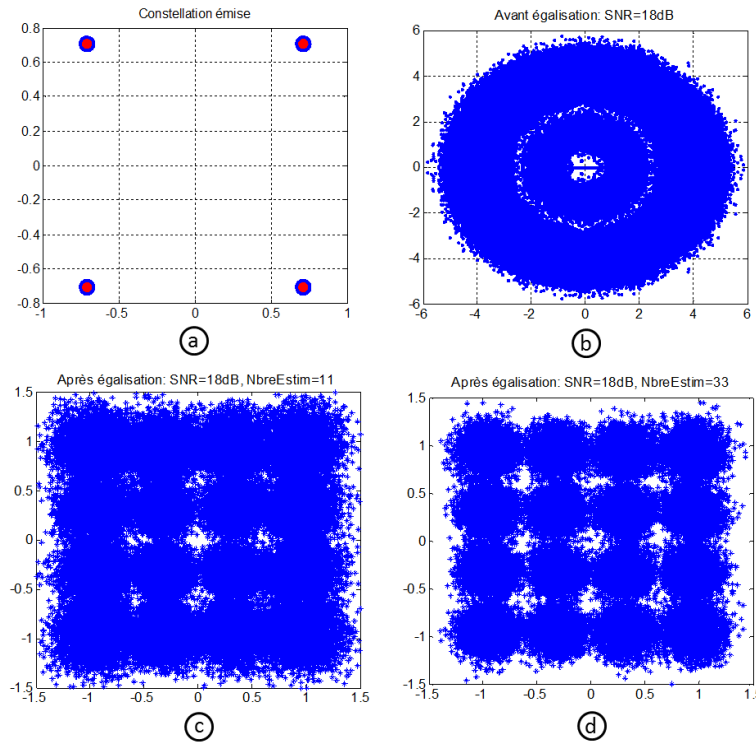 Constellation émise
0.8
0.6
0.4
0.2
0
-0.2
-0.4
-0.6
-0.8
-1 -0.5 0 0.5 1
a
Avant égalisation: SNR=18dB
6
4
2
0
-2
-4
-6
-6 -4 -2 0 2 4 6
b
Après égalisation: SNR=18dB, NbreEstim=11
1.5
1
0.5
0
-0.5
-1
-1.5
-1.5 -1 -0.5 0 0.5 1 1.5
c
Après égalisation: SNR=18dB, NbreEstim=33
1.5
1
0.5
0
-0.5
-1
-1.5
-1.5 -1 -0.5 0 0.5 1 1.5
d